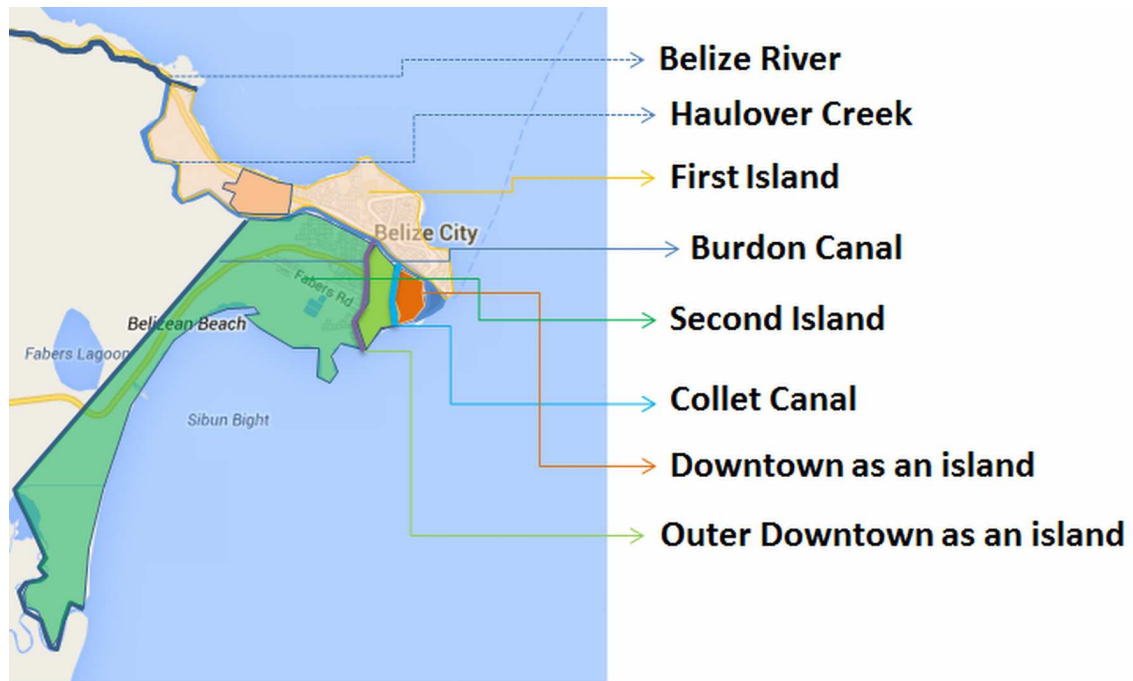 Belize River
Haulover Creek
First Island
Belize City
Burdon Canal
Fabers Rd
Second Island
Belizean Beach
Fabers Lagoon
Collet Canal
Sibun Bight
Downtown as an island
Outer Downtown as an island